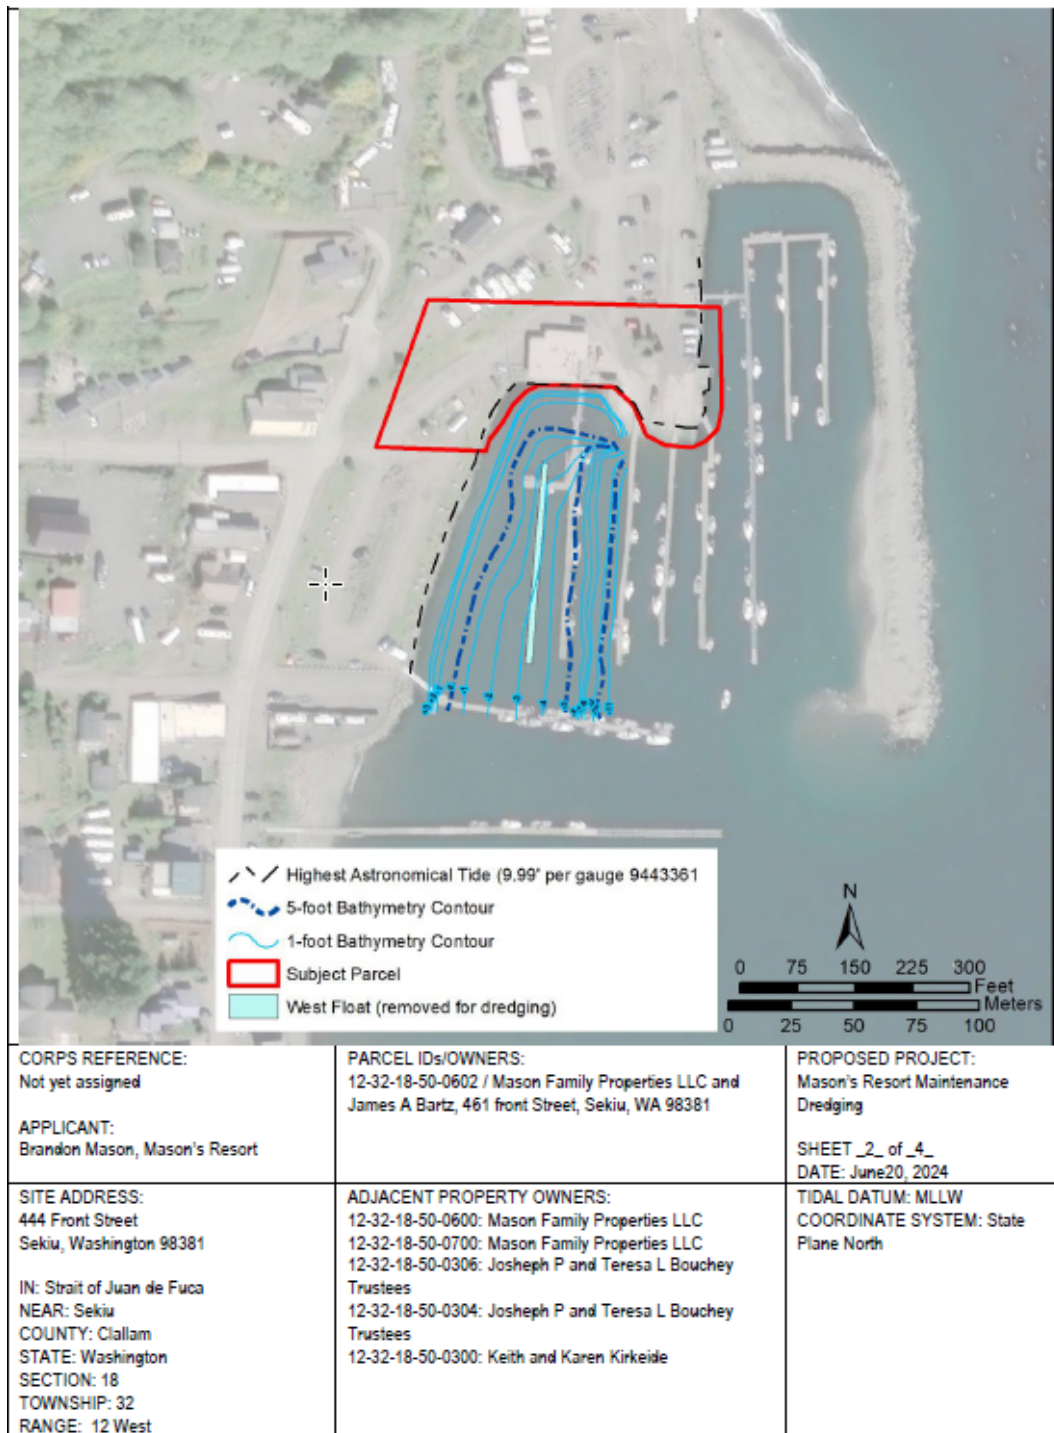 Highest Astronomical Tide (9.99' per gauge 9443361
5-foot Bathymetry Contour
1-foot Bathymetry Contour
Subject Parcel
West Float (removed for dredging)
N
0 75 150 225 300
Feet
Meters
0 25 50 75 100
CORPS REFERENCE:
Not yet assigned
APPLICANT:
Brandon Mason, Mason's Resort
PARCEL IDs/OWNERS:
12-32-18-50-0602 / Mason Family Properties LLC and
James A Bartz, 461 front Street, Sekiu, WA 98381
PROPOSED PROJECT:
Mason's Resort Maintenance
Dredging
SHEET _2_ of _4_
DATE: June20, 2024
SITE ADDRESS:
444 Front Street
Sekiu, Washington 98381
IN: Strait of Juan de Fuca
NEAR: Sekiu
COUNTY: Clallam
STATE: Washington
SECTION: 18
TOWNSHIP: 32
RANGE: 12 West
ADJACENT PROPERTY OWNERS:
12-32-18-50-0600: Mason Family Properties LLC
12-32-18-50-0700: Mason Family Properties LLC
12-32-18-50-0306: Josheph P and Teresa L Bouchey
Trustees
12-32-18-50-0304: Josheph P and Teresa L Bouchey
Trustees
12-32-18-50-0300: Keith and Karen Kirkeide
TIDAL DATUM: MLLW
COORDINATE SYSTEM: State
Plane North